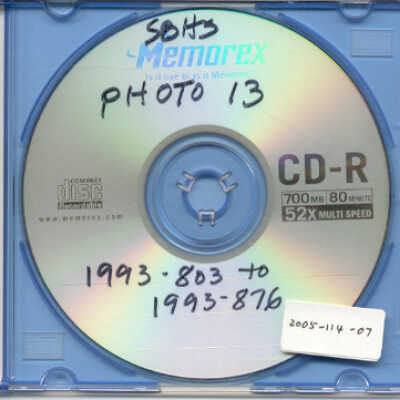 SBHS
Memorex
Is it live or is it Memorex
PHOTO 13
COMPACT
disc
Recordable
www.memorex.com
CD-R
700MB 80 MINUTE
52X MULTI SPEED
1993-803 to
1993-876
2005-114-07